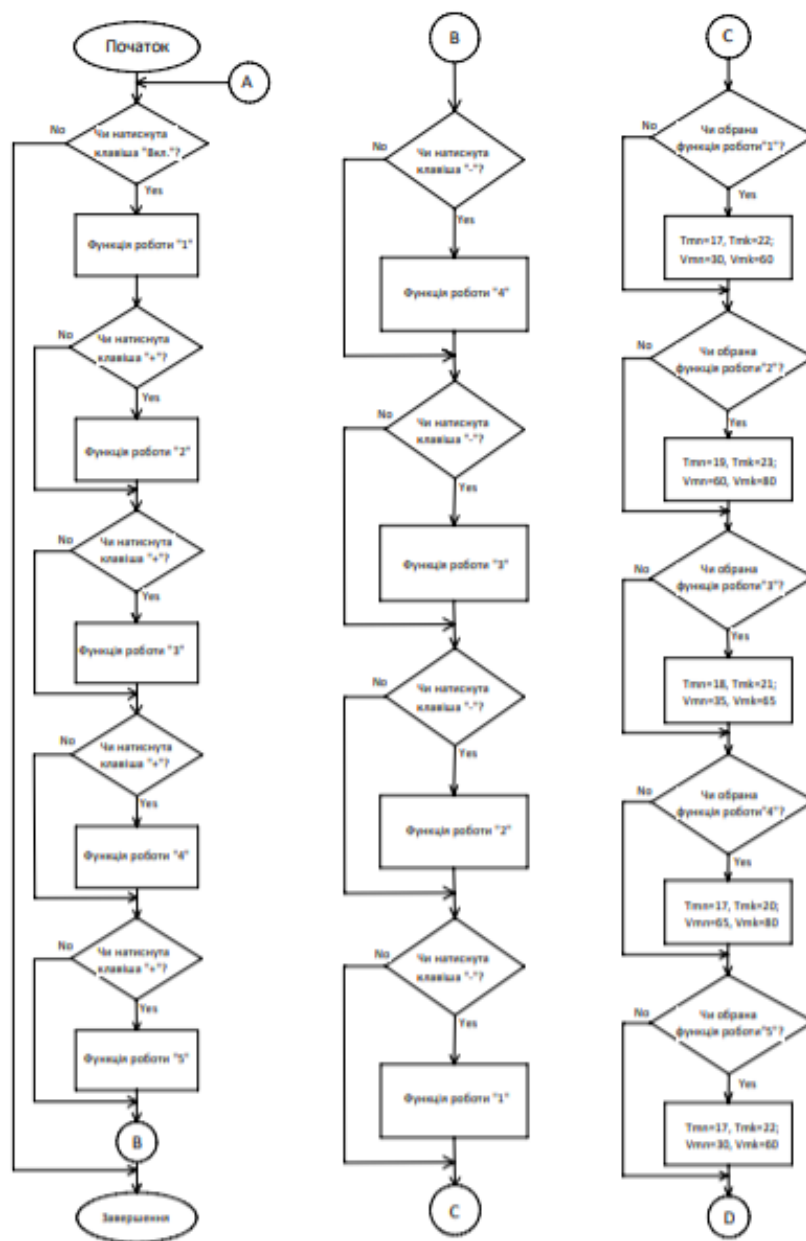 Початок
A
No
Чи натиснута
клавіша "Вкл."?
Yes
Функція роботи "1"
No
Чи натиснута
клавіша "+"?
Yes
Функція роботи "2"
No
Чи натиснута
клавіша "+"?
Yes
Функція роботи "3"
No
Чи натиснута
клавіша "+"?
Yes
Функція роботи "4"
No
Чи натиснута
клавіша "+"?
Yes
Функція роботи "5"
B
Завершення
B
No
Чи натиснута
клавіша "-"?
Yes
Функція роботи "4"
No
Чи натиснута
клавіша "-"?
Yes
Функція роботи "3"
No
Чи натиснута
клавіша "-"?
Yes
Функція роботи "2"
No
Чи натиснута
клавіша "-"?
Yes
Функція роботи "1"
C
C
No
Чи обрана
функція роботи"1"?
Yes
Tmn=17, Tmk=22;
Vmn=30, Vmk=60
No
Чи обрана
функція роботи"2"?
Yes
Tmn=19, Tmk=23;
Vmn=60, Vmk=80
No
Чи обрана
функція роботи"3"?
Yes
Tmn=18, Tmk=21;
Vmn=35, Vmk=65
No
Чи обрана
функція роботи"4"?
Yes
Tmn=17, Tmk=20;
Vmn=65, Vmk=80
No
Чи обрана
функція роботи"5"?
Yes
Tmn=17, Tmk=22;
Vmn=30, Vmk=60
D